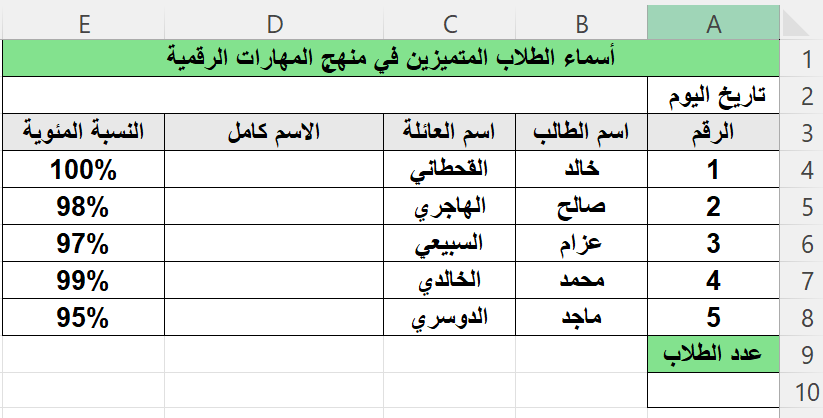 A B C D E
1 أسماء الطلاب المتميزين في منهج المهارات الرقمية
2 تاريخ اليوم
3 الرقم اسم الطالب اسم العائلة الاسم كامل النسبة المئوية
4 1 خالد القحطاني 100%
5 2 صالح الهاجري 98%
6 3 عزام السبيعي 97%
7 4 محمد الخالدي 99%
8 5 ماجد الدوسري 95%
9 عدد الطلاب
10